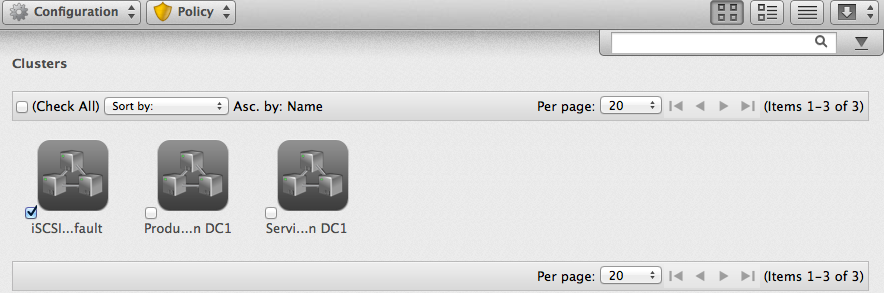 Configuration Policy
Clusters
(Check All) Sort by: Asc. by: Name Per page: 20 (Items 1-3 of 3)
iSCSI...fault Produ...n DC1 Servi...n DC1
Per page: 20 (Items 1-3 of 3)